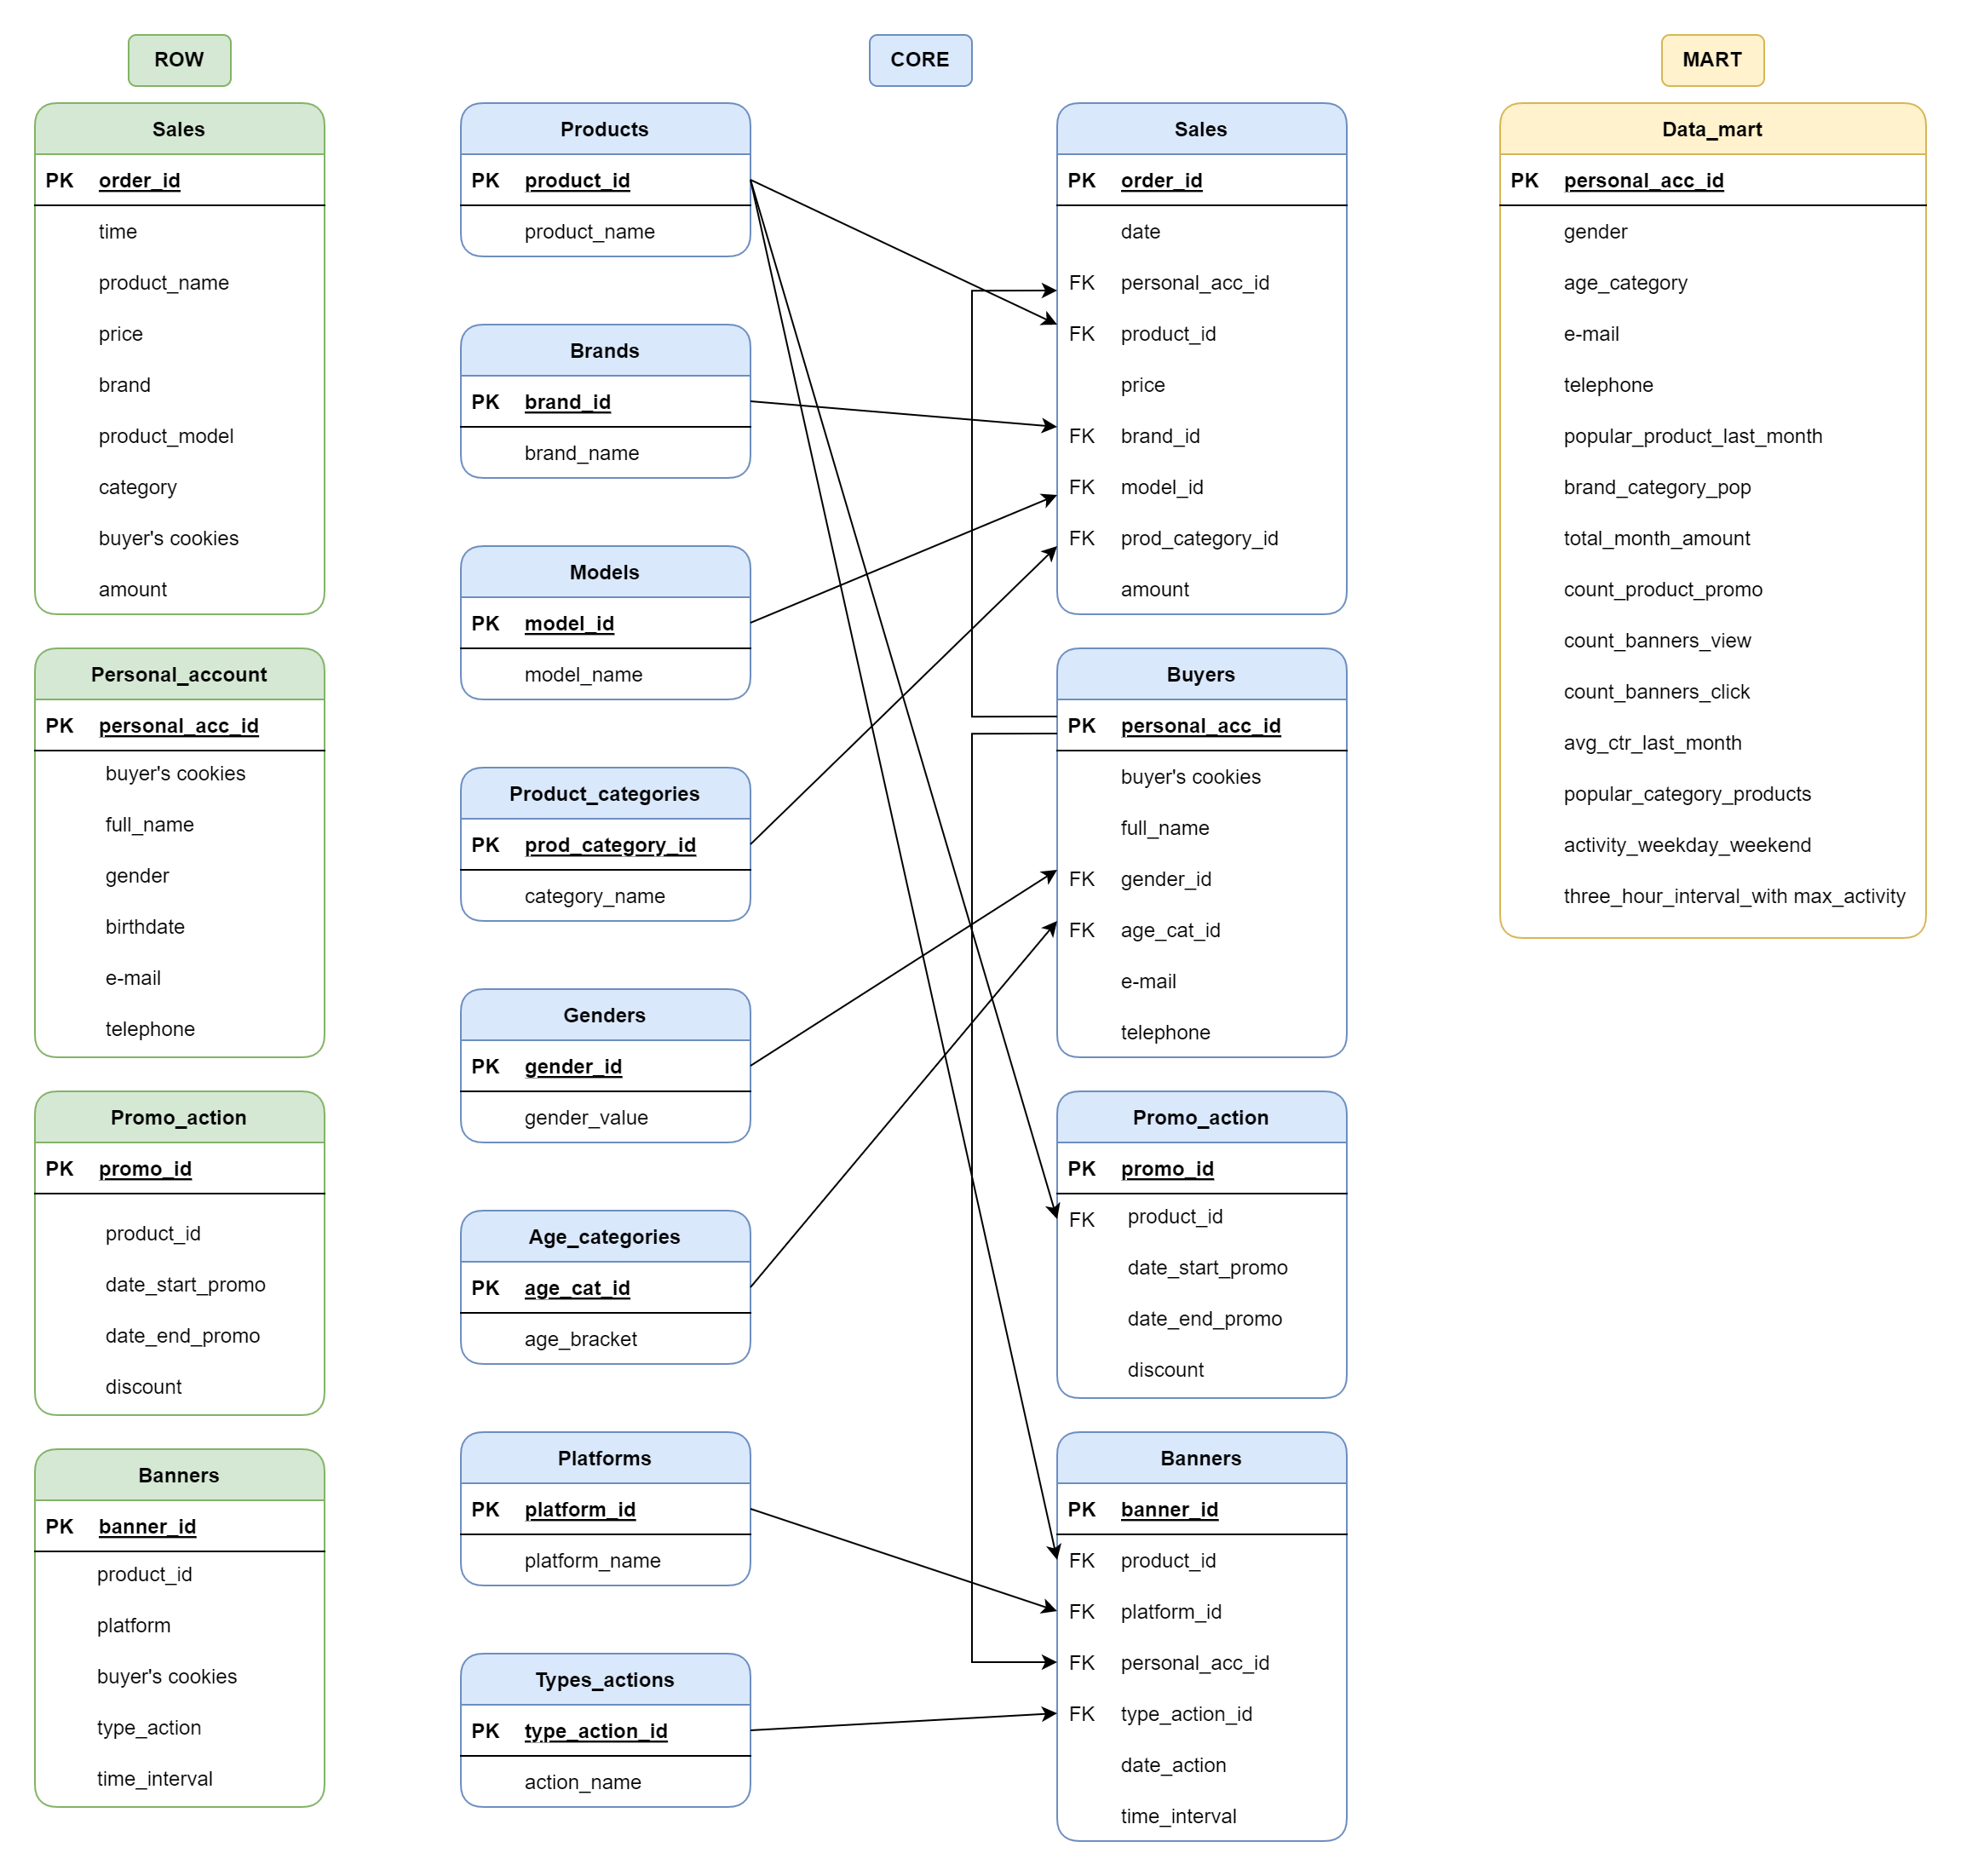 ROW
Sales
PK order_id
time
product_name
price
brand
product_model
category
buyer's cookies
amount
Personal_account
PK personal_acc_id
buyer's cookies
full_name
gender
birthdate
e-mail
telephone
Promo_action
PK promo_id
product_id
date_start_promo
date_end_promo
discount
Banners
PK banner_id
product_id
platform
buyer's cookies
type_action
time_interval
CORE
Products
PK product_id
product_name
Brands
PK brand_id
brand_name
Models
PK model_id
model_name
Product_categories
PK prod_category_id
category_name
Genders
PK gender_id
gender_value
Age_categories
PK age_cat_id
age_bracket
Platforms
PK platform_id
platform_name
Types_actions
PK type_action_id
action_name
Sales
PK order_id
date
FK personal_acc_id
FK product_id
price
FK brand_id
FK model_id
FK prod_category_id
amount
Buyers
PK personal_acc_id
buyer's cookies
full_name
FK gender_id
FK age_cat_id
e-mail
telephone
Promo_action
PK promo_id
FK product_id
date_start_promo
date_end_promo
discount
Banners
PK banner_id
FK product_id
FK platform_id
FK personal_acc_id
FK type_action_id
date_action
time_interval
MART
Data_mart
PK personal_acc_id
gender
age_category
e-mail
telephone
popular_product_last_month
brand_category_pop
total_month_amount
count_product_promo
count_banners_view
count_banners_click
avg_ctr_last_month
popular_category_products
activity_weekday_weekend
three_hour_interval_with max_activity